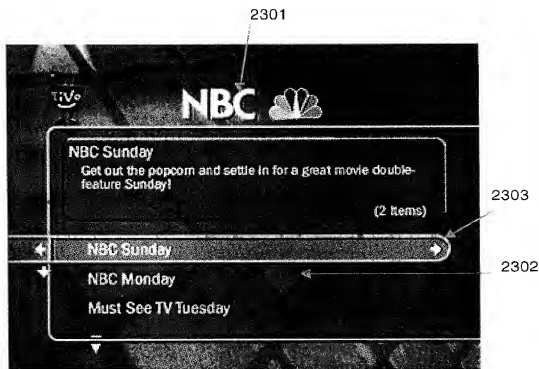 2301
TiVo
NBC
NBC Sunday
Get out the popcorn and settle in for a great movie double-
feature Sunday!
(2 Items)
2303
NBC Sunday
2302
NBC Monday
Must See TV Tuesday